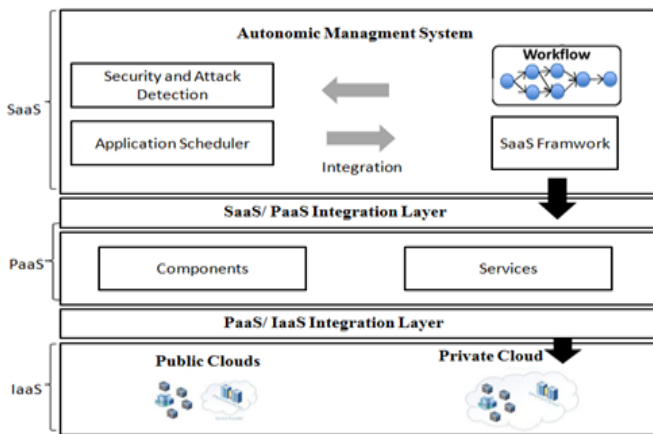 Autonomic Managment System
Security and Attack
Detection
Workflow
SaaS
Application Scheduler
Integration
SaaS Framwork
SaaS/ PaaS Integration Layer
PaaS
Components
Services
PaaS/ IaaS Integration Layer
Public Clouds
Private Cloud
IaaS